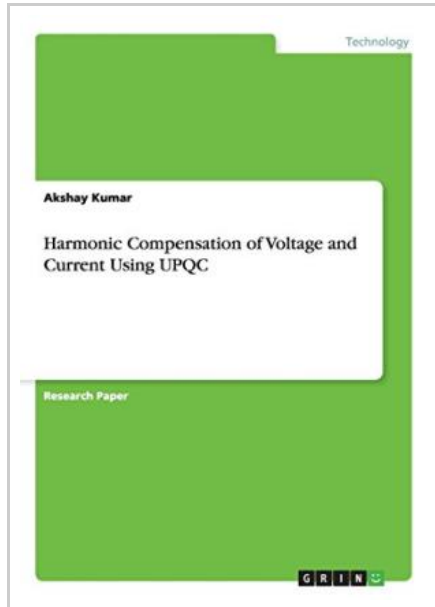 Technology
Akshay Kumar
Harmonic Compensation of Voltage and
Current Using UPQC
Research Paper
GRIN